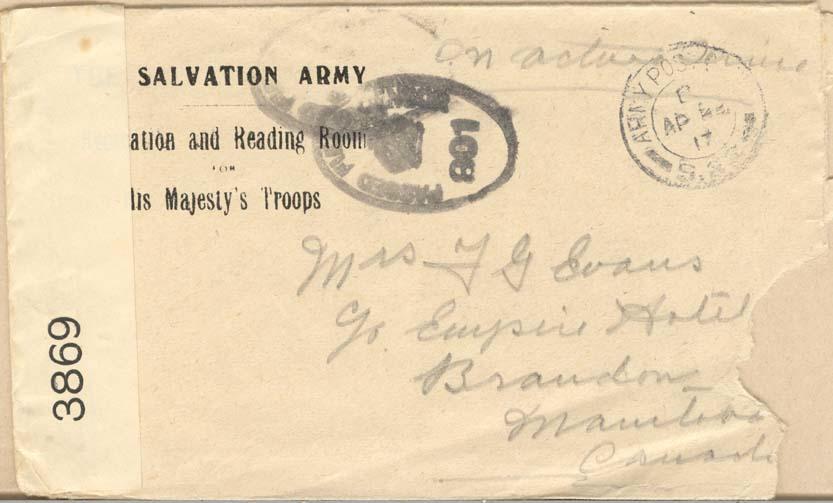 On active service
SALVATION ARMY
ation and Reading Room
FOR
His Majesty's Troops
801
ARMY POST
AP
17
3869
Mrs F G Evans
c/o Empire Hotel
Brandon
Manitoba
Canada